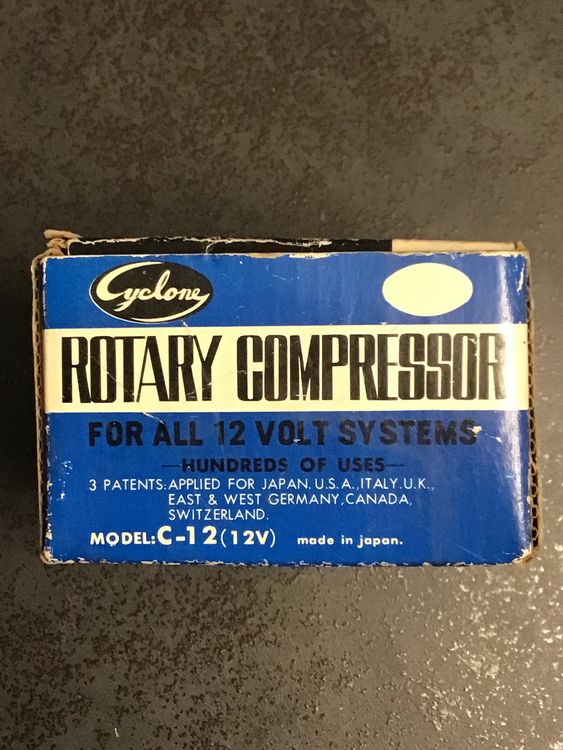 Cyclone
ROTARY COMPRESSOR
FOR ALL 12 VOLT SYSTEMS
—HUNDREDS OF USES—
3 PATENTS:APPLIED FOR JAPAN.U.S.A.,ITALY.U.K.,
EAST & WEST GERMANY,CANADA,
SWITZERLAND.
MODEL:C-12(12V) made in japan.